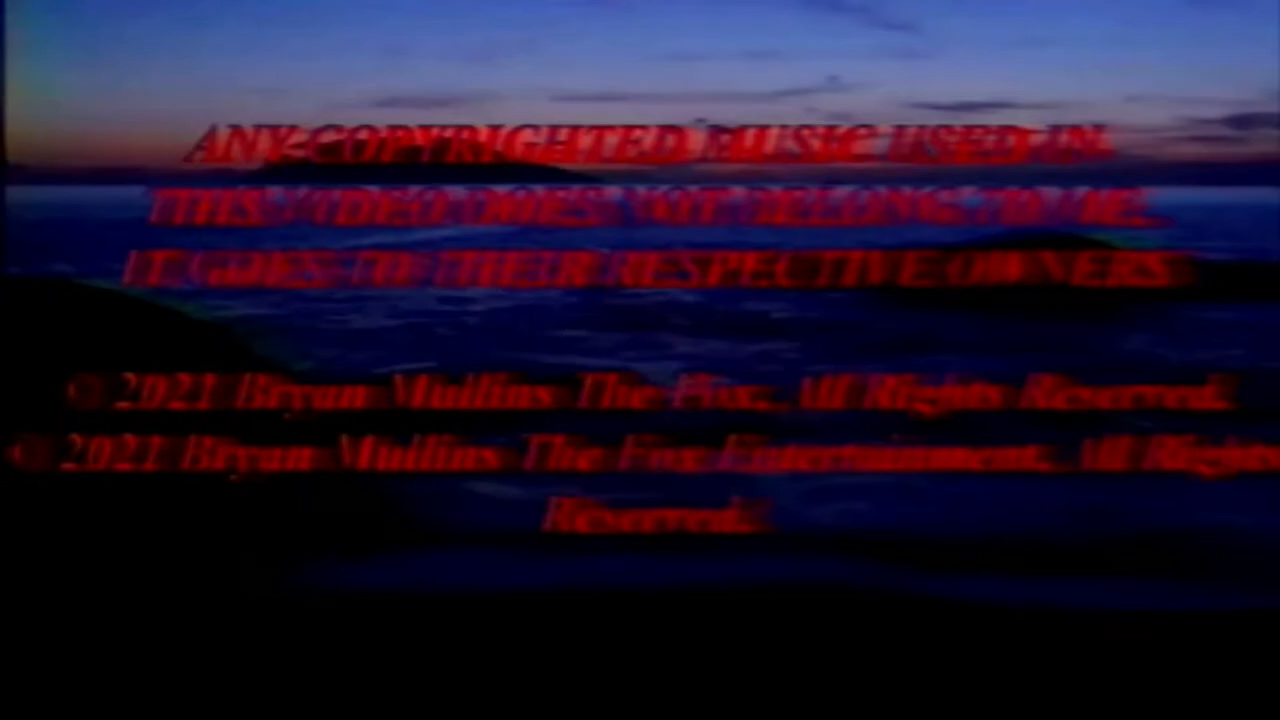 ANY COPYRIGHTED MUSIC USED IN
THIS VIDEO DOES NOT BELONG TO ME.
IT GOES TO THEIR RESPECTIVE OWNERS
© 2021 Bryan Mullins The Fox. All Rights Reserved.
© 2021 Bryan Mullins The Fox Entertainment. All Rights
Reserved.